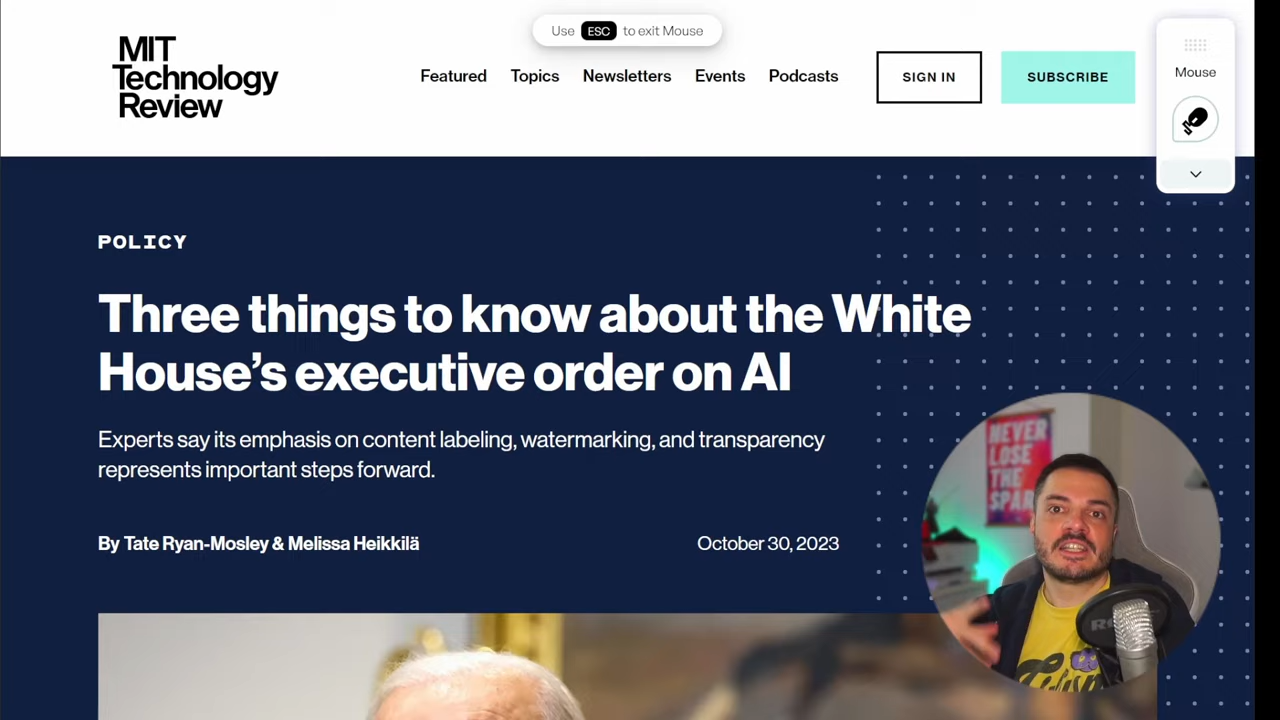 Use ESC to exit Mouse
MIT
Technology
Review
Featured Topics Newsletters Events Podcasts
SIGN IN
SUBSCRIBE
Mouse
POLICY
Three things to know about the White
House’s executive order on AI
Experts say its emphasis on content labeling, watermarking, and transparency
represents important steps forward.
By Tate Ryan-Mosley & Melissa Heikkilä
October 30, 2023
NEVER
LOSE
THE